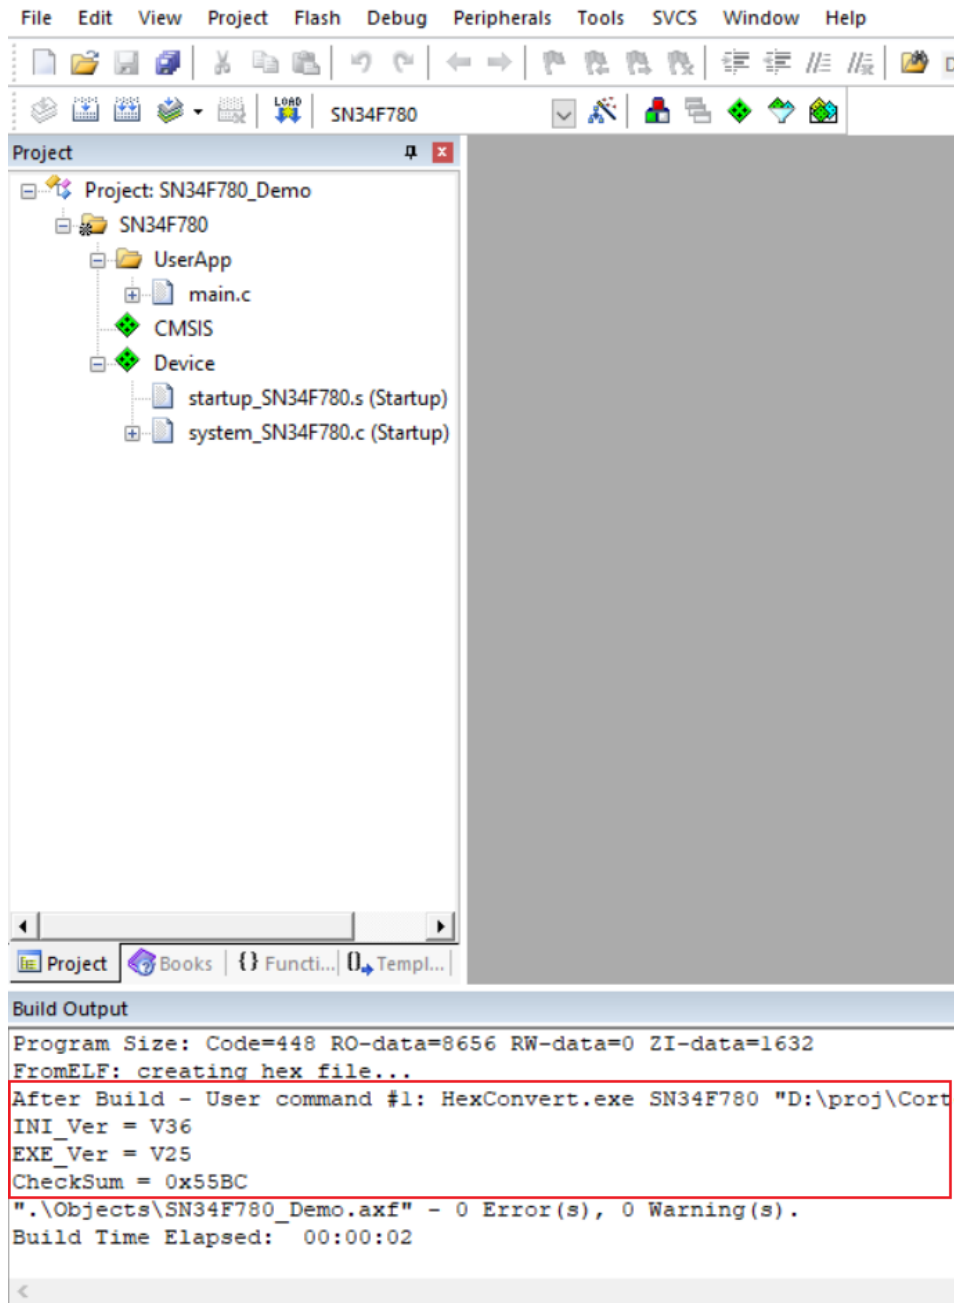 File Edit View Project Flash Debug Peripherals Tools SVCS Window Help
LOAD SN34F780
Project
Project: SN34F780_Demo
SN34F780
UserApp
main.c
CMSIS
Device
startup_SN34F780.s (Startup)
system_SN34F780.c (Startup)
Project Books {} Functi... 0 Templ...
Build Output
Program Size: Code=448 RO-data=8656 RW-data=0 ZI-data=1632
FromELF: creating hex file...
After Build - User command #1: HexConvert.exe SN34F780 "D:\proj\Cort
INI_Ver = V36
EXE_Ver = V25
CheckSum = 0x55BC
".\Objects\SN34F780_Demo.axf" - 0 Error(s), 0 Warning(s).
Build Time Elapsed:  00:00:02